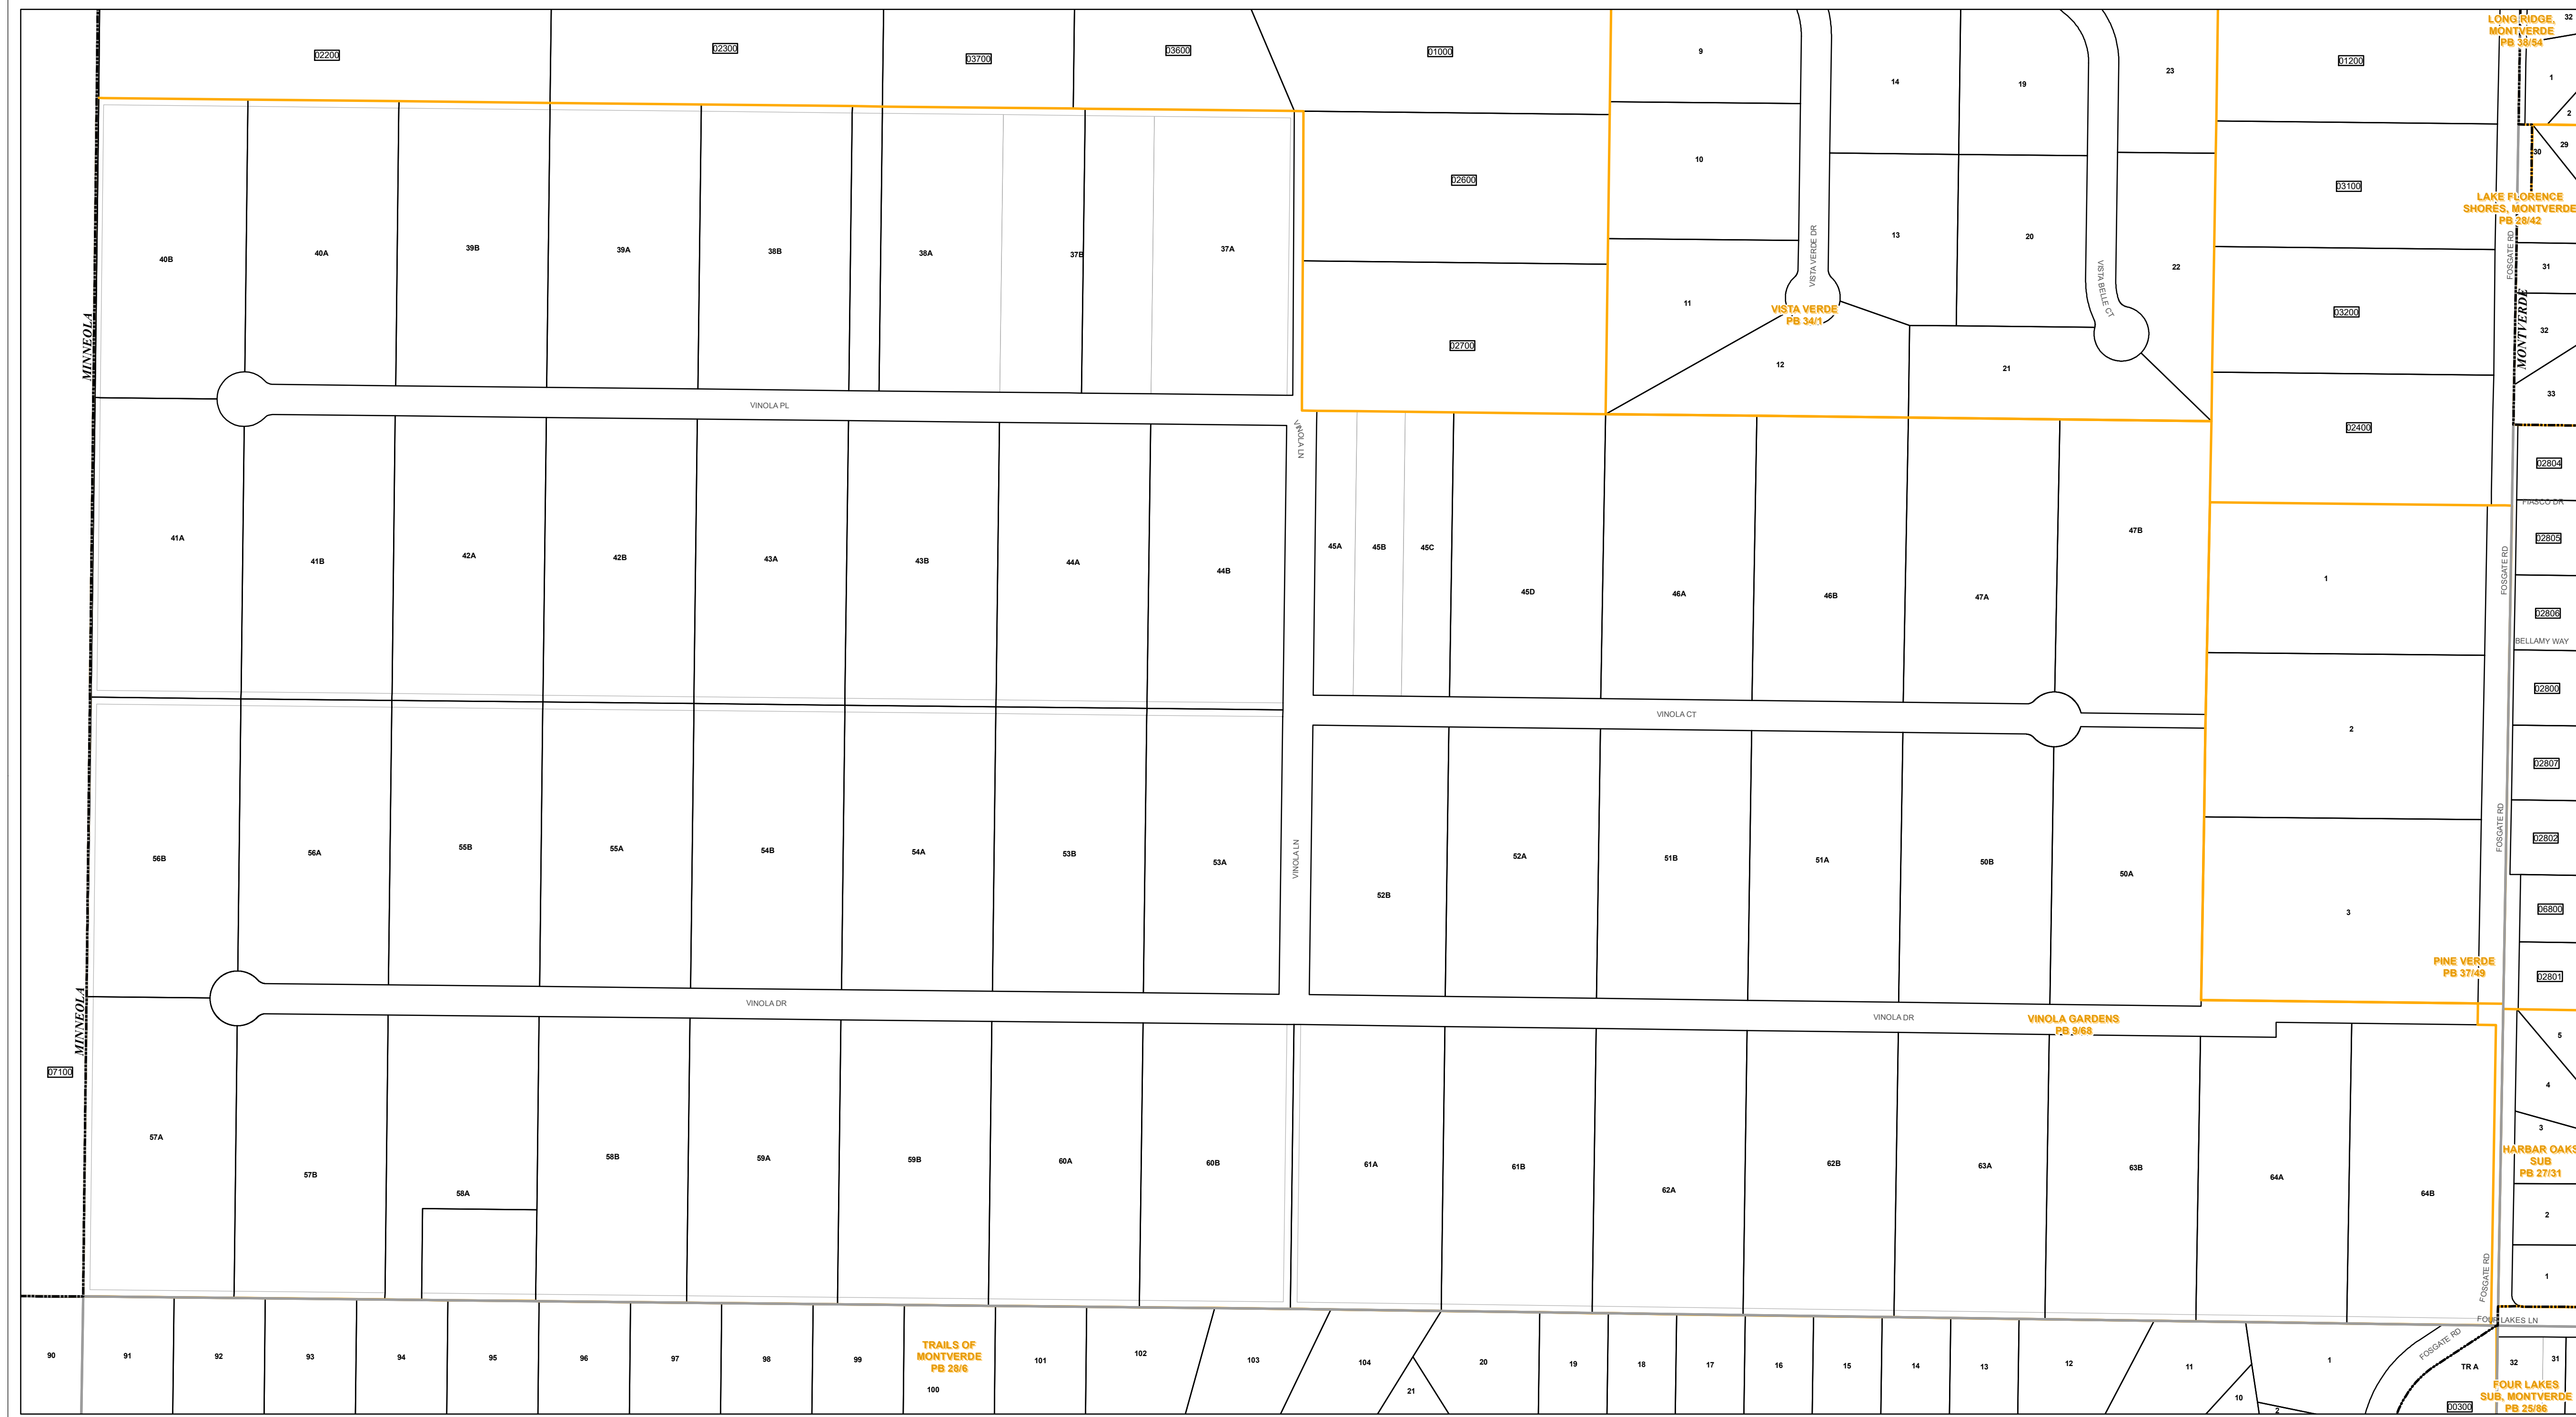 02200
02300
03700
03600
01000
9
14
19
23
01200
LONG RIDGE,
MONTVERDE
PB 38/54
32
1
2
10
13
20
22
03100
30
29
LAKE FLORENCE
SHORES, MONTVERDE
PB 28/42
02600
40B
40A
39B
39A
38B
38A
37B
37A
VISTA VERDE DR
VISTA BELLE CT
FOSGATE RD
31
MINNEOLA
02700
11
VISTA VERDE
PB 34/1
12
21
03200
MONTVERDE
32
33
VINOLA PL
VINOLA LN
02400
02804
FIASCO DR
41A
41B
42A
42B
43A
43B
44A
44B
45A
45B
45C
45D
46A
46B
47A
47B
1
FOSGATE RD
02805
02806
BELLAMY WAY
VINOLA CT
2
02800
02807
56B
56A
55B
55A
54B
54A
53B
53A
VINOLA LN
52B
52A
51B
51A
50B
50A
3
FOSGATE RD
02802
06800
PINE VERDE
PB 37/49
02801
MINNEOLA
VINOLA DR
VINOLA DR
VINOLA GARDENS
PB 9/68
07100
5
4
3
57A
57B
58A
58B
59A
59B
60A
60B
61A
61B
62A
62B
63A
63B
64A
64B
HARBAR OAKS
SUB
PB 27/31
2
1
FOSGATE RD
FOUR LAKES LN
90
91
92
93
94
95
96
97
98
99
TRAILS OF
MONTVERDE
PB 28/6
100
101
102
103
104
21
20
19
18
17
16
15
14
13
12
11
10
2
1
FOSGATE RD
TR A
32
31
FOUR LAKES
SUB, MONTVERDE
PB 25/86
00300